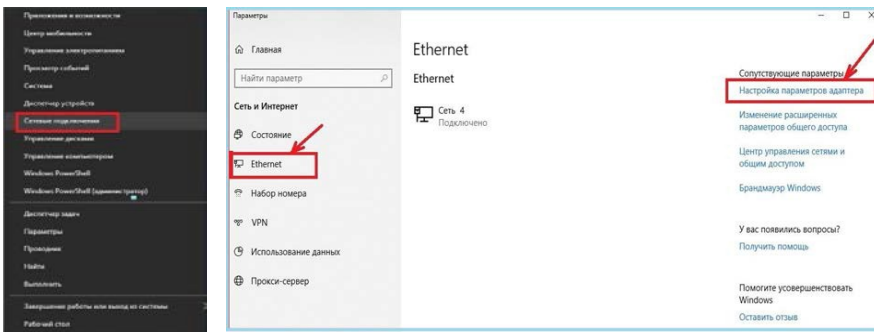 Приложения и возможности
Центр мобильности
Управление электропитанием
Просмотр событий
Система
Диспетчер устройств
Сетевые подключения
Управление дисками
Управление компьютером
Windows PowerShell
Windows PowerShell (администратор)
Диспетчер задач
Параметры
Проводник
Найти
Выполнить
Завершение работы или выход из системы
Рабочий стол
Параметры
Главная
Найти параметр
Сеть и Интернет
Состояние
Ethernet
Набор номера
VPN
Использование данных
Прокси-сервер
Ethernet
Ethernet
Сеть 4
Подключено
Сопутствующие параметры
Настройка параметров адаптера
Изменение расширенных
параметров общего доступа
Центр управления сетями и
общим доступом
Брандмауэр Windows
У вас появились вопросы?
Получить помощь
Помогите усовершенствовать
Windows
Оставить отзыв